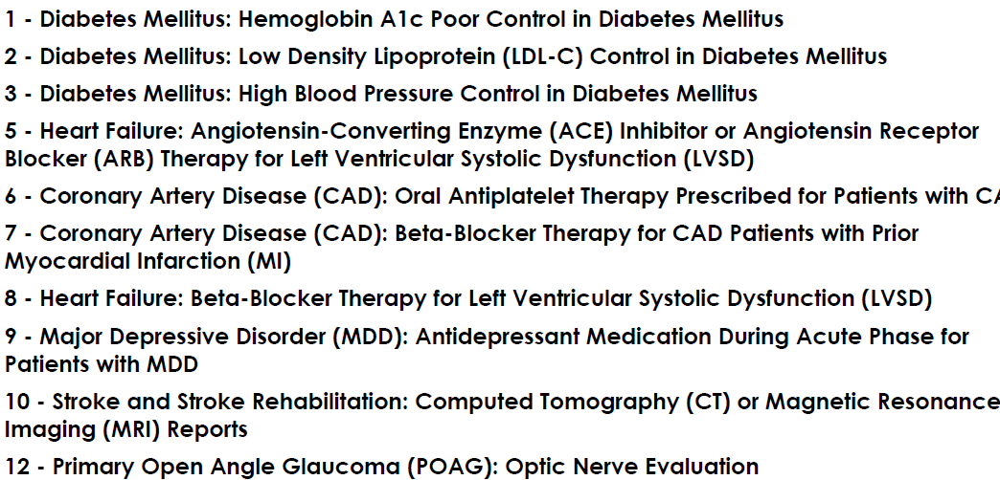 1 - Diabetes Mellitus: Hemoglobin A1c Poor Control in Diabetes Mellitus
2 - Diabetes Mellitus: Low Density Lipoprotein (LDL-C) Control in Diabetes Mellitus
3 - Diabetes Mellitus: High Blood Pressure Control in Diabetes Mellitus
5 - Heart Failure: Angiotensin-Converting Enzyme (ACE) Inhibitor or Angiotensin Receptor
Blocker (ARB) Therapy for Left Ventricular Systolic Dysfunction (LVSD)
6 - Coronary Artery Disease (CAD): Oral Antiplatelet Therapy Prescribed for Patients with
7 - Coronary Artery Disease (CAD): Beta-Blocker Therapy for CAD Patients with Prior
Myocardial Infarction (MI)
8 - Heart Failure: Beta-Blocker Therapy for Left Ventricular Systolic Dysfunction (LVSD)
9 - Major Depressive Disorder (MDD): Antidepressant Medication During Acute Phase for
Patients with MDD
10 - Stroke and Stroke Rehabilitation: Computed Tomography (CT) or Magnetic Resonance
Imaging (MRI) Reports
12 - Primary Open Angle Glaucoma (POAG): Optic Nerve Evaluation